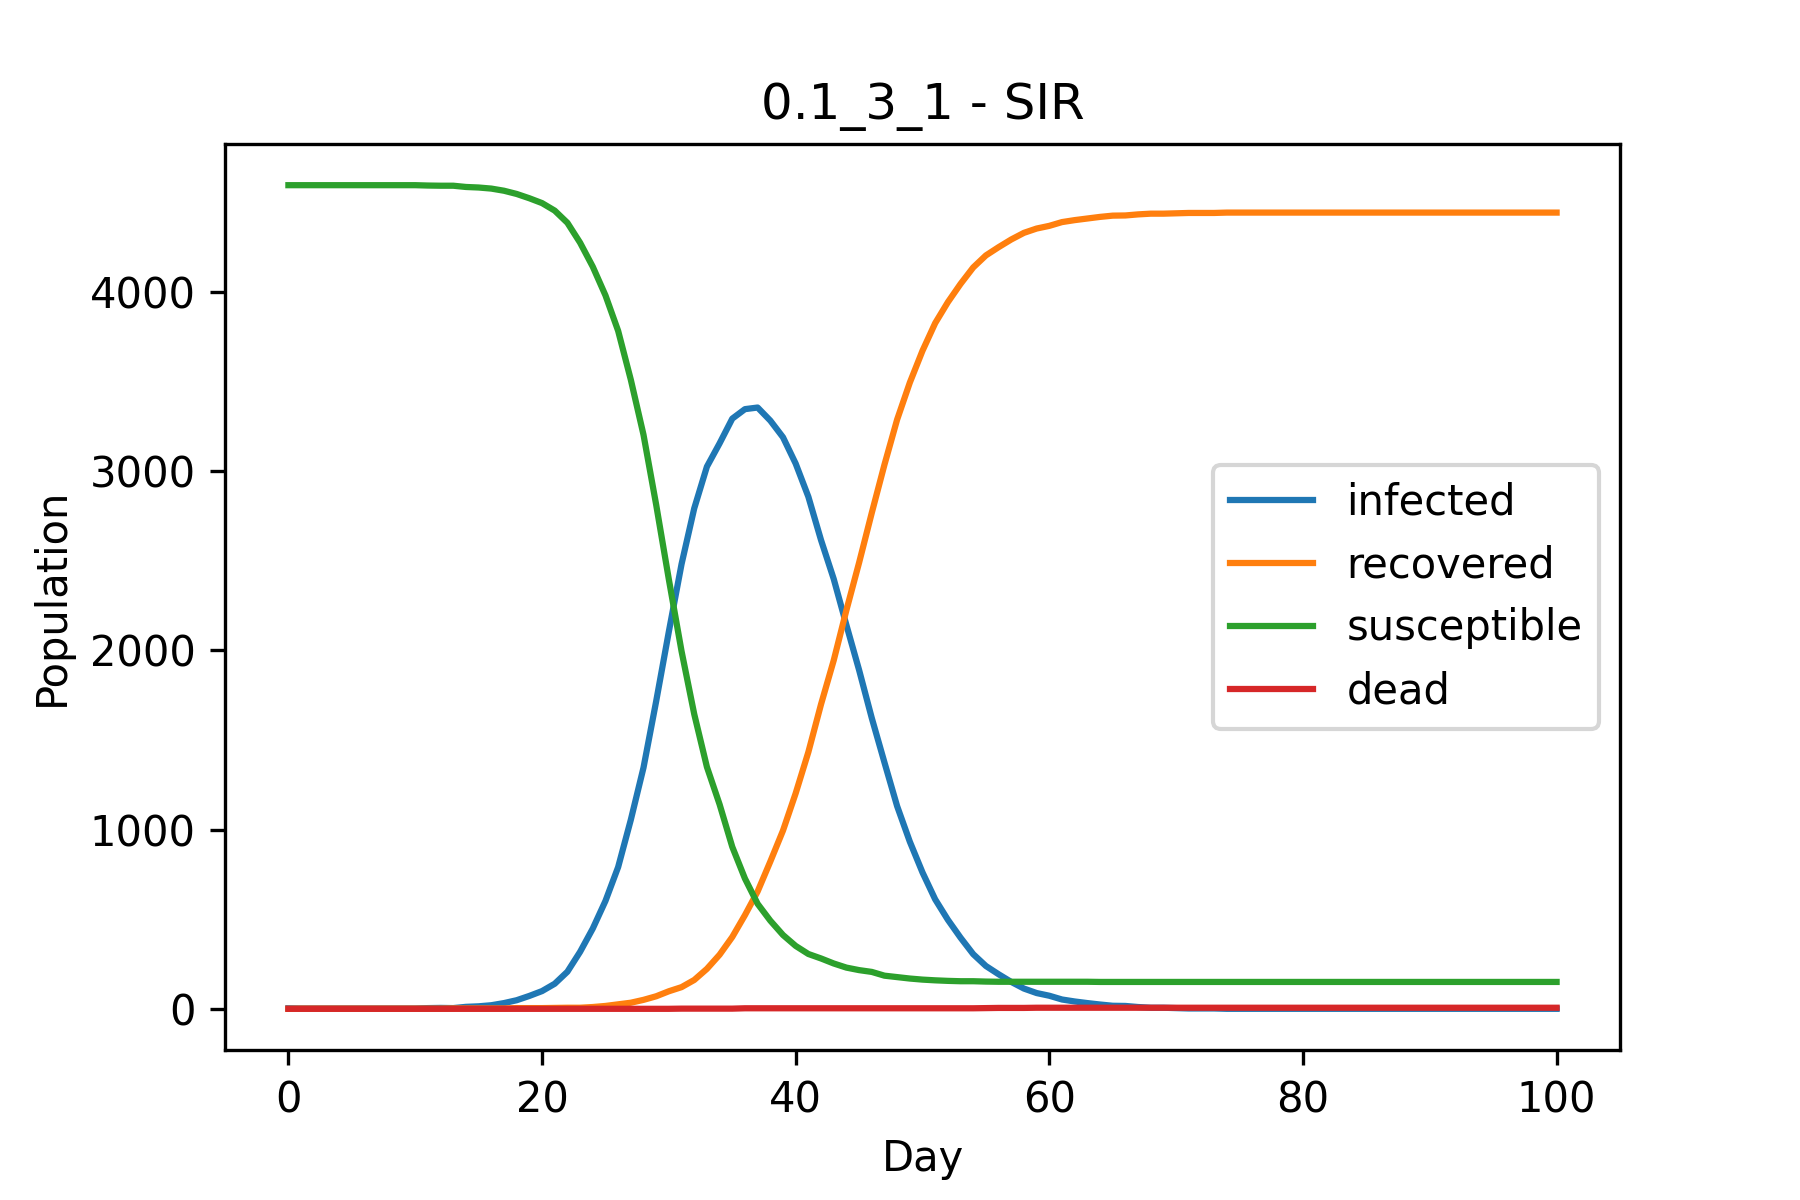 0.1_3_1 - SIR
Population
4000
3000
2000
1000
0
infected
recovered
susceptible
dead
0 20 40 60 80 100
Day